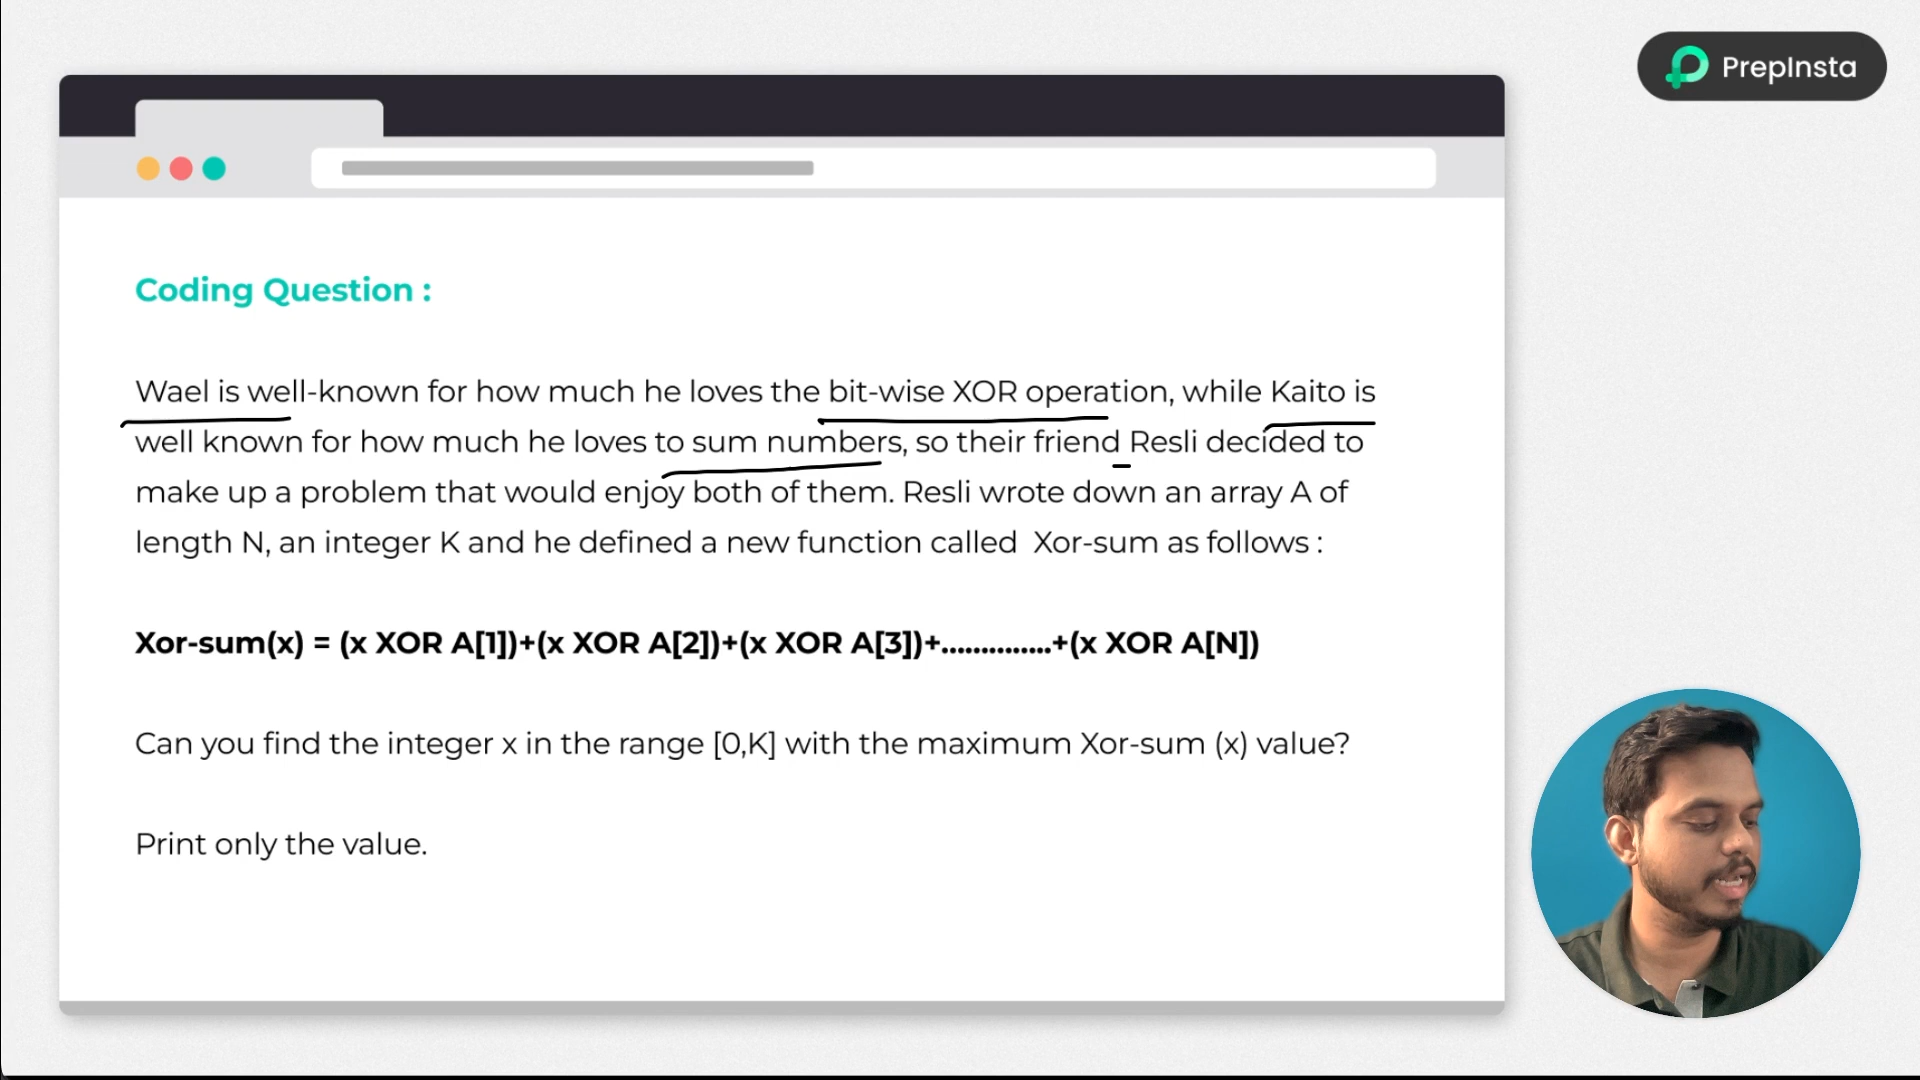 PrepInsta
Coding Question :
Wael is well-known for how much he loves the bit-wise XOR operation, while Kaito is
well known for how much he loves to sum numbers, so their friend Resli decided to
make up a problem that would enjoy both of them. Resli wrote down an array A of
length N, an integer K and he defined a new function called Xor-sum as follows :
Xor-sum(x) = (x XOR A[1])+(x XOR A[2])+(x XOR A[3])+..............+(x XOR A[N])
Can you find the integer x in the range [0,K] with the maximum Xor-sum (x) value?
Print only the value.